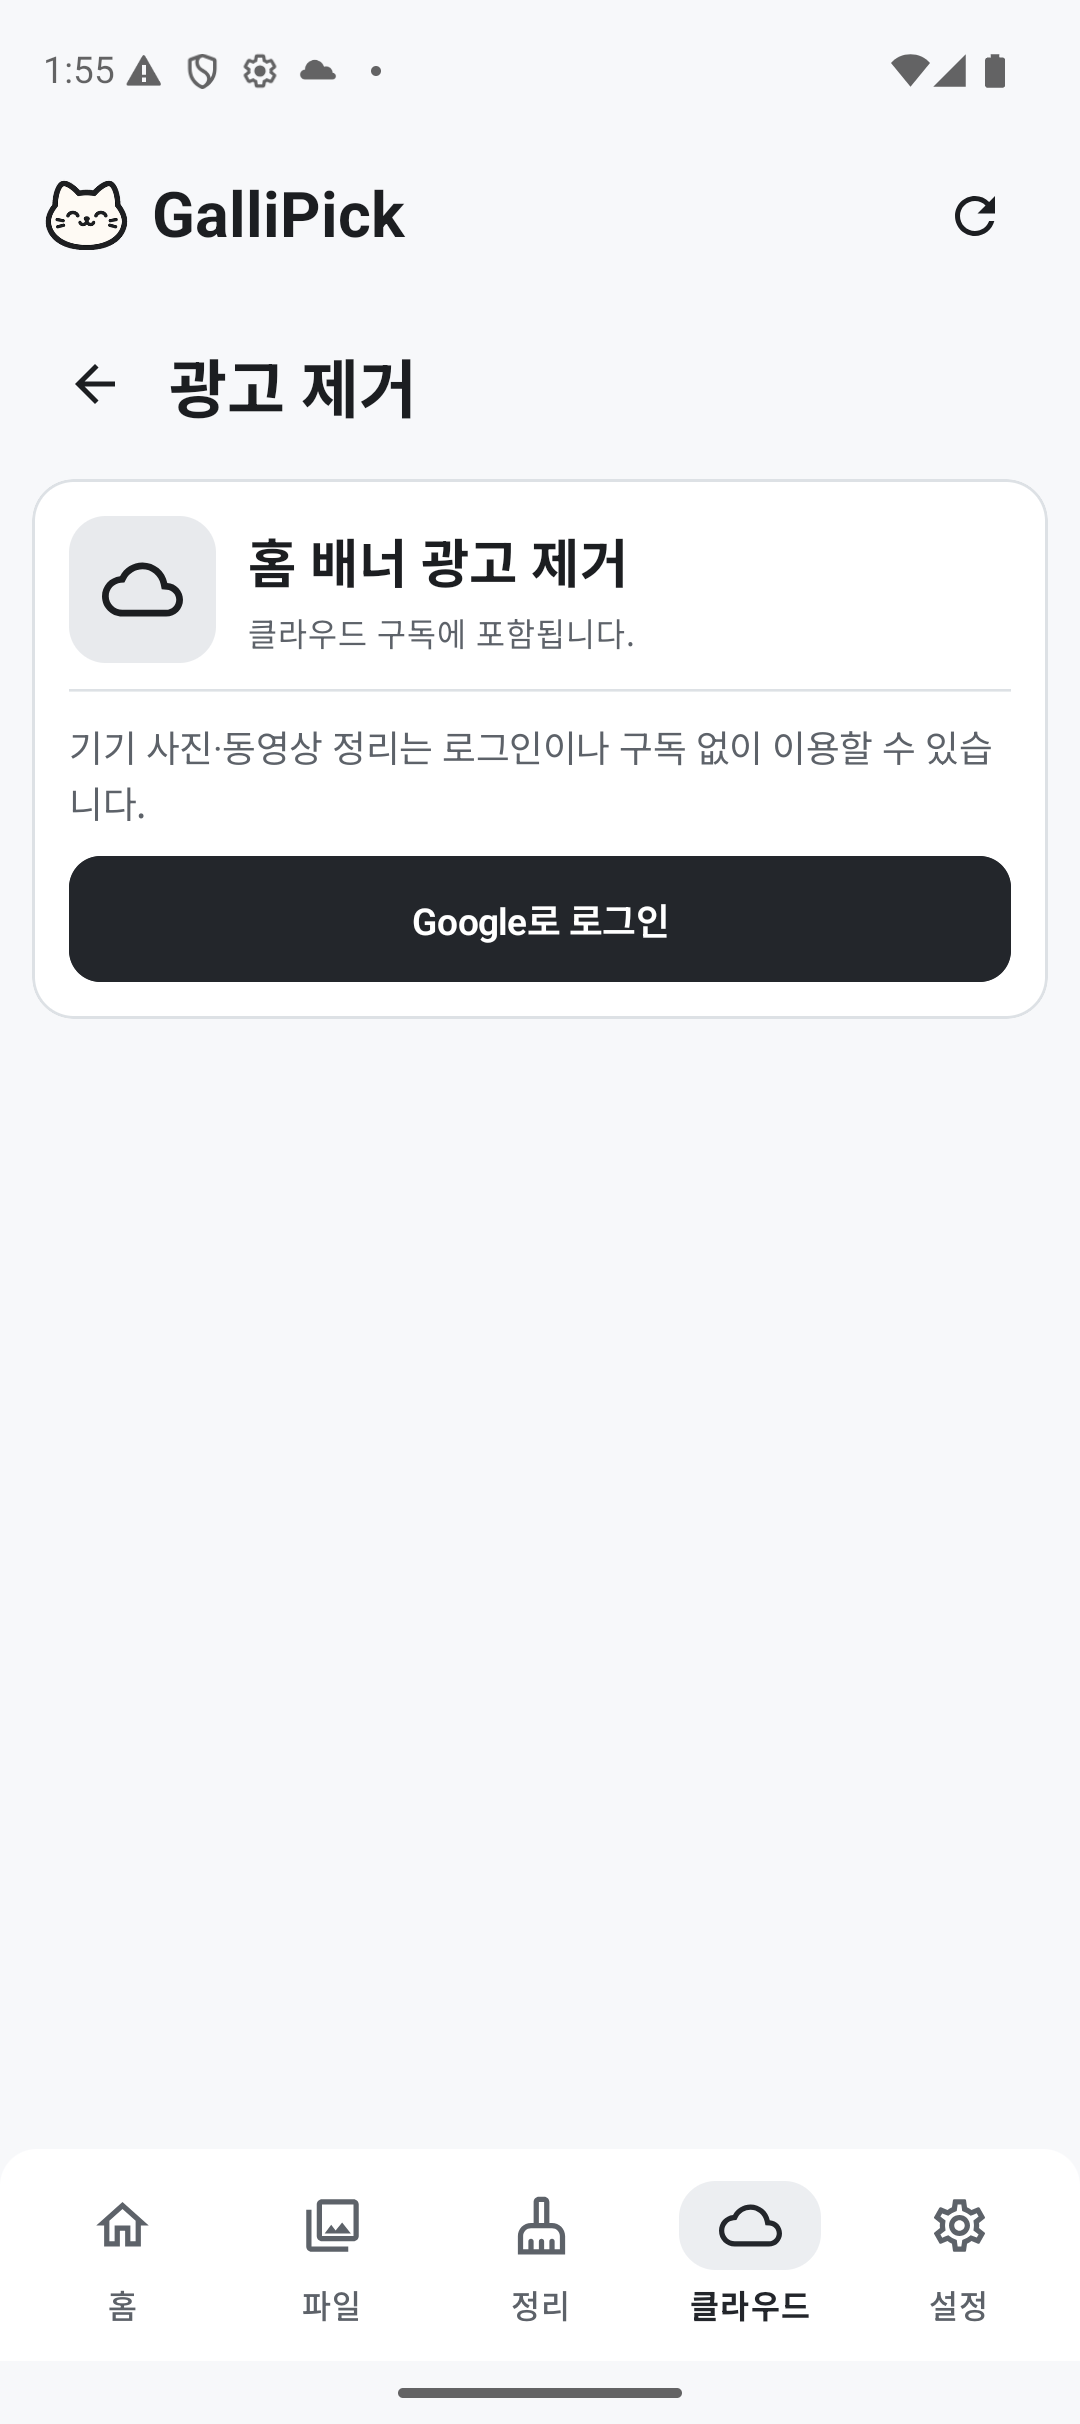 1:55
GalliPick
광고 제거
홈 배너 광고 제거
클라우드 구독에 포함됩니다.
기기 사진·동영상 정리는 로그인이나 구독 없이 이용할 수 있습
니다.
Google로 로그인
홈
파일
정리
클라우드
설정